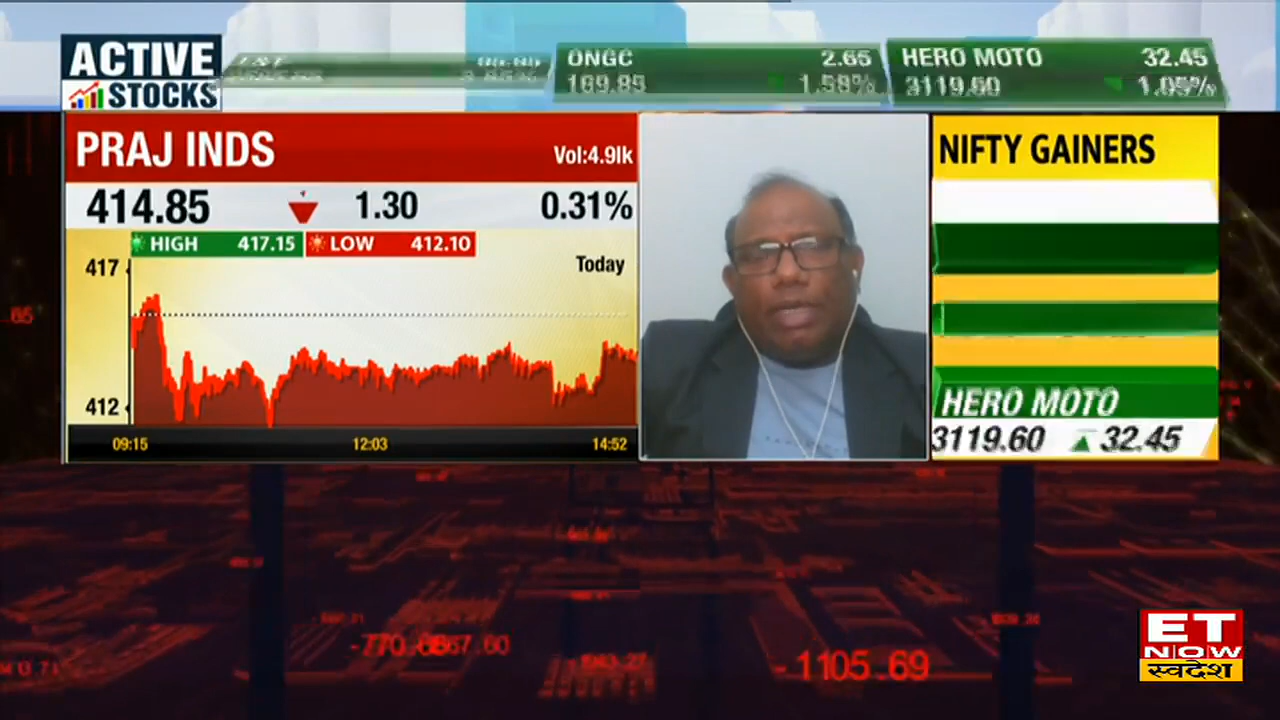 ACTIVE
STOCKS
ONGC 2.65
169.85 1.58%
HERO MOTO 32.45
3119.60 1.05%
PRAJ INDS
Vol:4.9lk
414.85 1.30 0.31%
HIGH 417.15 LOW 412.10
Today
417
412
09:15 12:03 14:52
NIFTY GAINERS
HERO MOTO
3119.60 32.45
-1105.69
ET
NOW
स्वदेश